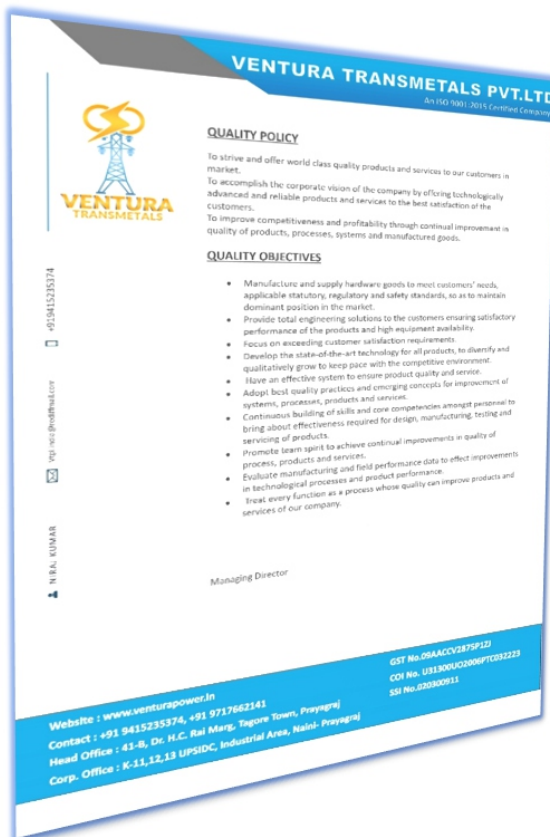 VENTURA TRANSMETALS PVT.LTD
An ISO 9001:2015 Certified Company
VENTURA
TRANSMETALS
QUALITY POLICY
To strive and offer world class quality products and services to our customers in
market.
To accomplish the corporate vision of the company by offering technologically
advanced and reliable products and services to the best satisfaction of the
customers.
To improve competitiveness and profitability through continual improvement in
quality of products, processes, systems and manufactured goods.
QUALITY OBJECTIVES
• Manufacture and supply hardware goods to meet customers' needs,
applicable statutory, regulatory and safety standards, so as to maintain
dominant position in the market.
• Provide total engineering solutions to the customers ensuring satisfactory
performance of the products and high equipment availability.
• Focus on exceeding customer satisfaction requirements.
• Develop the state-of-the-art technology for all products, to diversify and
qualitatively grow to keep pace with the competitive environment.
• Have an effective system to ensure product quality and service.
• Adopt best quality practices and emerging concepts for improvement of
systems, processes, products and services.
• Continuous building of skills and core competencies amongst personnel to
bring about effectiveness required for design, manufacturing, testing and
servicing of products.
• Promote team spirit to achieve continual improvements in quality of
process, products and services.
• Evaluate manufacturing and field performance data to effect improvements
in technological processes and product performance.
• Treat every function as a process whose quality can improve products and
services of our company.
Managing Director
+919415235374
NIRAJ KUMAR
Website : www.venturapower.in
Contact : +91 9415235374, +91 9717662141
Head Office : 41-B, Dr. H.C. Rai Marg, Tagore Town, Prayagraj
Corp. Office : K-11,12,13 UPSIDC, Industrial Area, Naini- Prayagraj
GST No.09AACCV2875P1ZJ
COI No. U31300UO2006PTC032223
SSI No.020300911